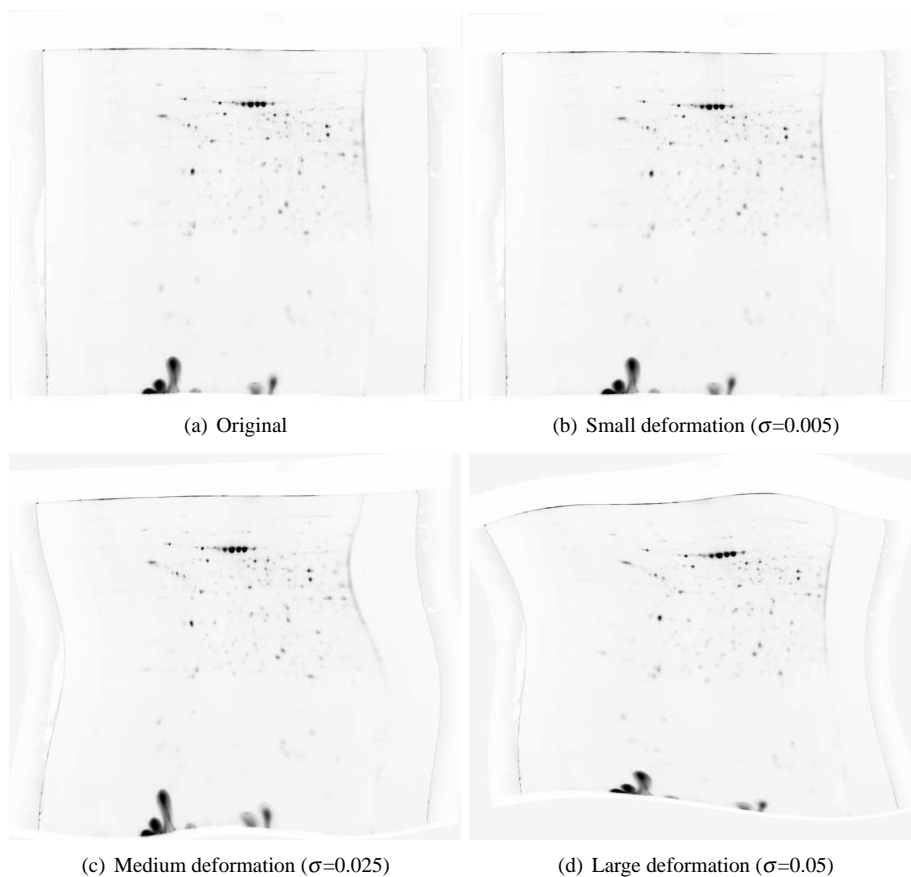 (a) Original
(b) Small deformation (σ=0.005)
(c) Medium deformation (σ=0.025)
(d) Large deformation (σ=0.05)